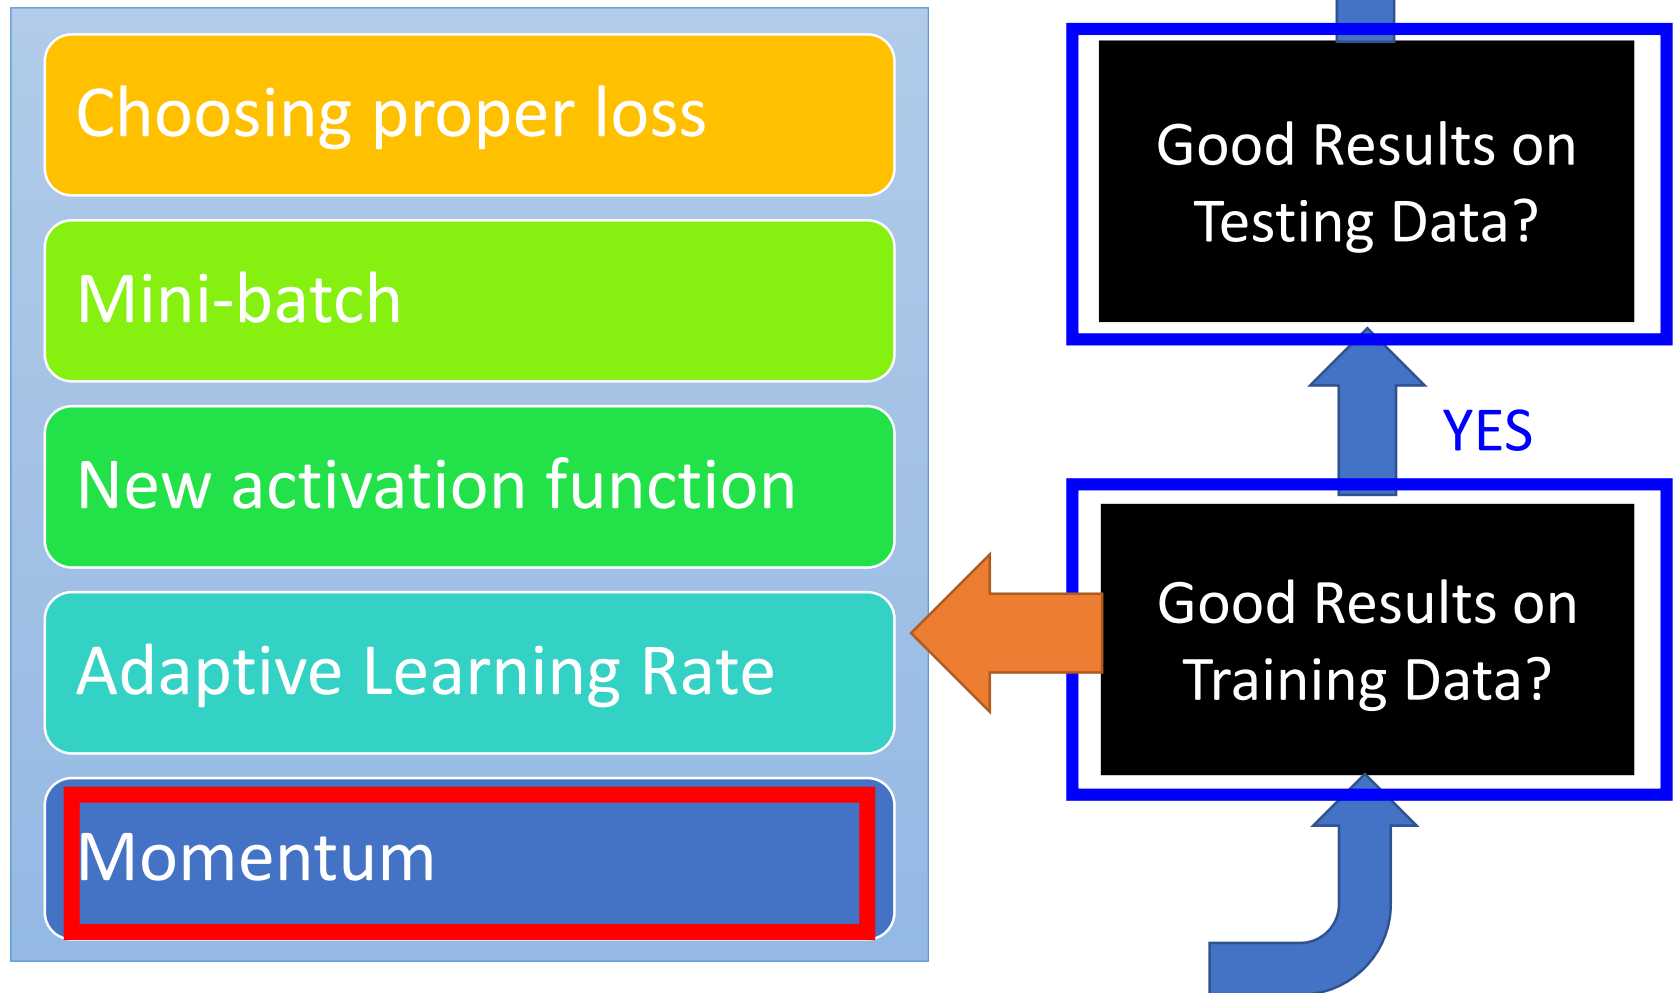 Choosing proper loss
Mini-batch
New activation function
Adaptive Learning Rate
Momentum
Good Results on
Testing Data?
YES
Good Results on
Training Data?